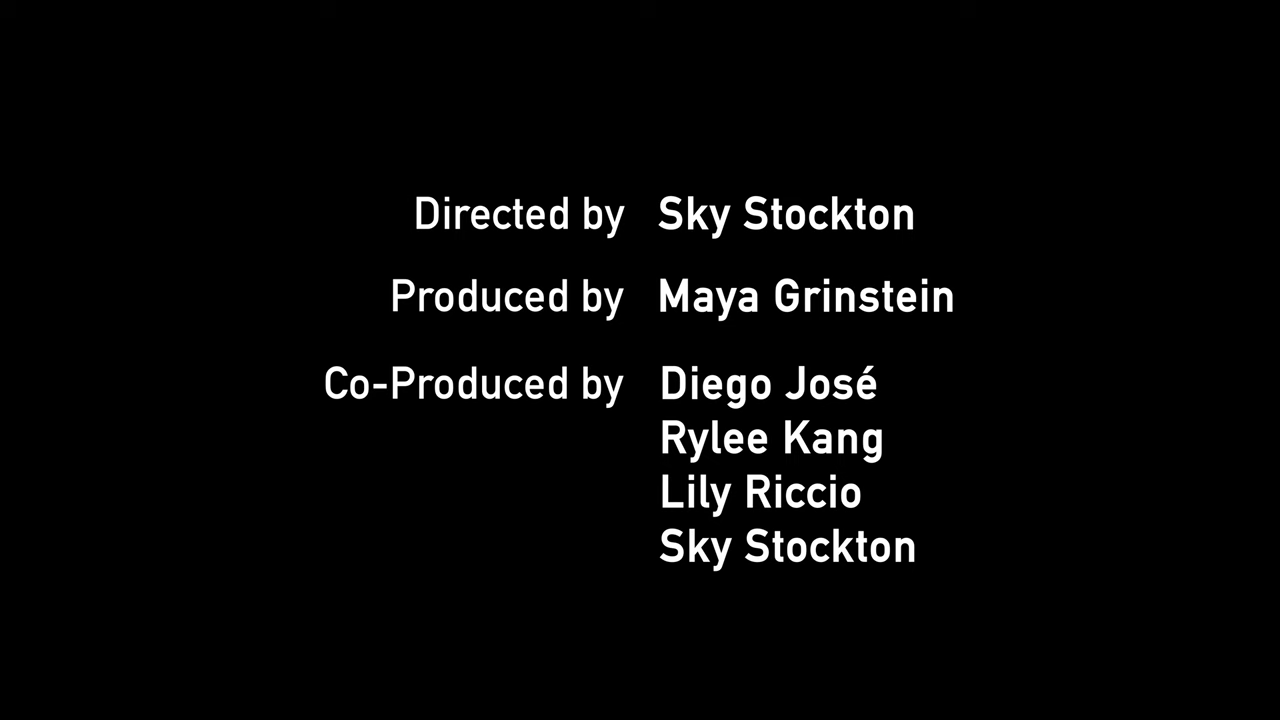 Directed by Sky Stockton
Produced by Maya Grinstein
Co-Produced by Diego José
Rylee Kang
Lily Riccio
Sky Stockton